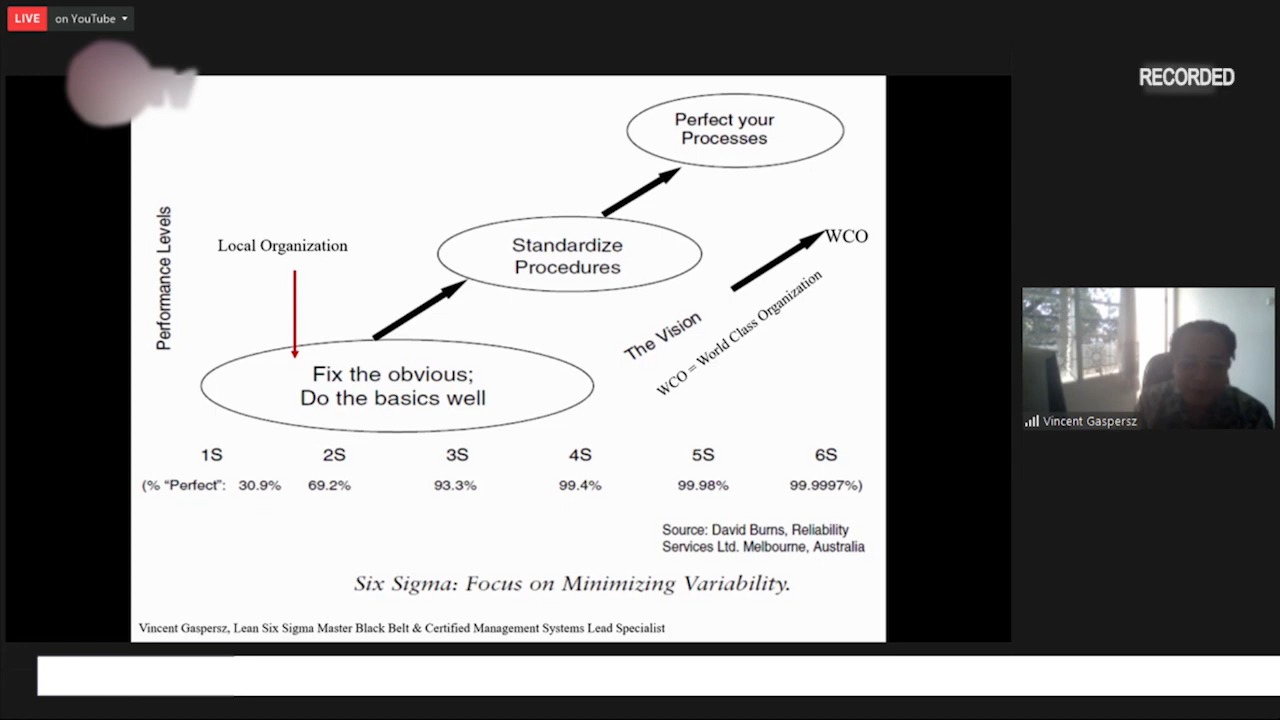 LIVE on YouTube
RECORDED
Perfect your
Processes
Performance Levels
Local Organization
Standardize
Procedures
WCO
The Vision
WCO = World Class Organization
Fix the obvious;
Do the basics well
1S 2S 3S 4S 5S 6S
(% "Perfect": 30.9% 69.2% 93.3% 99.4% 99.98% 99.9997%)
Source: David Burns, Reliability
Services Ltd. Melbourne, Australia
Six Sigma: Focus on Minimizing Variability.
Vincent Gaspersz, Lean Six Sigma Master Black Belt & Certified Management Systems Lead Specialist
Vincent Gaspersz